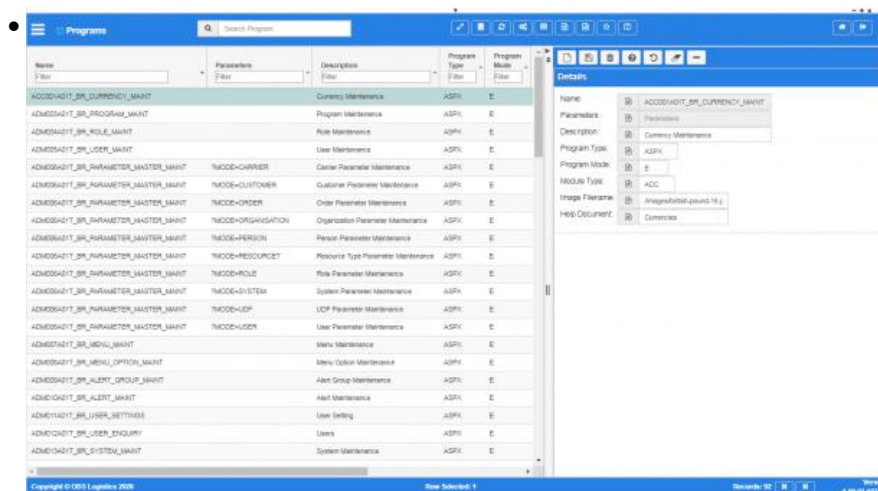 Programs
Search Program
Name Parameters Description Program Type Program Mode
Filter Filter Filter Filter Filter
ACC001A01T_BR_CURRENCY_MAINT Currency Maintenance ASPX E
ADM003A01T_BR_PROGRAM_MAINT Program Maintenance ASPX E
ADM004A01T_BR_ROLE_MAINT Role Maintenance ASPX E
ADM005A01T_BR_USER_MAINT User Maintenance ASPX E
ADM006A01T_BR_PARAMETER_MASTER_MAINT ?MODE=CARRIER Carrier Parameter Maintenance ASPX E
ADM006A01T_BR_PARAMETER_MASTER_MAINT ?MODE=CUSTOMER Customer Parameter Maintenance ASPX E
ADM006A01T_BR_PARAMETER_MASTER_MAINT ?MODE=ORDER Order Parameter Maintenance ASPX E
ADM006A01T_BR_PARAMETER_MASTER_MAINT ?MODE=ORGANISATION Organization Parameter Maintenance ASPX E
ADM006A01T_BR_PARAMETER_MASTER_MAINT ?MODE=PERSON Person Parameter Maintenance ASPX E
ADM006A01T_BR_PARAMETER_MASTER_MAINT ?MODE=RESOURCET Resource Type Parameter Maintenance ASPX E
ADM006A01T_BR_PARAMETER_MASTER_MAINT ?MODE=ROLE Role Parameter Maintenance ASPX E
ADM006A01T_BR_PARAMETER_MASTER_MAINT ?MODE=SYSTEM System Parameter Maintenance ASPX E
ADM006A01T_BR_PARAMETER_MASTER_MAINT ?MODE=UDF UDF Parameter Maintenance ASPX E
ADM006A01T_BR_PARAMETER_MASTER_MAINT ?MODE=USER User Parameter Maintenance ASPX E
ADM007A01T_BR_MENU_MAINT Menu Maintenance ASPX E
ADM008A01T_BR_MENU_OPTION_MAINT Menu Option Maintenance ASPX E
ADM009A01T_BR_ALERT_GROUP_MAINT Alert Group Maintenance ASPX E
ADM010A01T_BR_ALERT_MAINT Alert Maintenance ASPX E
ADM011A01T_BR_USER_SETTINGS User Setting ASPX E
ADM012A01T_BR_USER_ENQUIRY Users ASPX E
ADM013A01T_BR_SYSTEM_MAINT System Maintenance ASPX E
Details
Name: ACC001A01T_BR_CURRENCY_MAINT
Parameters: Parameters
Description: Currency Maintenance
Program Type: ASPX
Program Mode: E
Module Type: ACC
Image Filename: /images/british-pound-16.j
Help Document: Currencies
Copyright © OBS Logistics 2020 Row Selected: 1 Records: 92